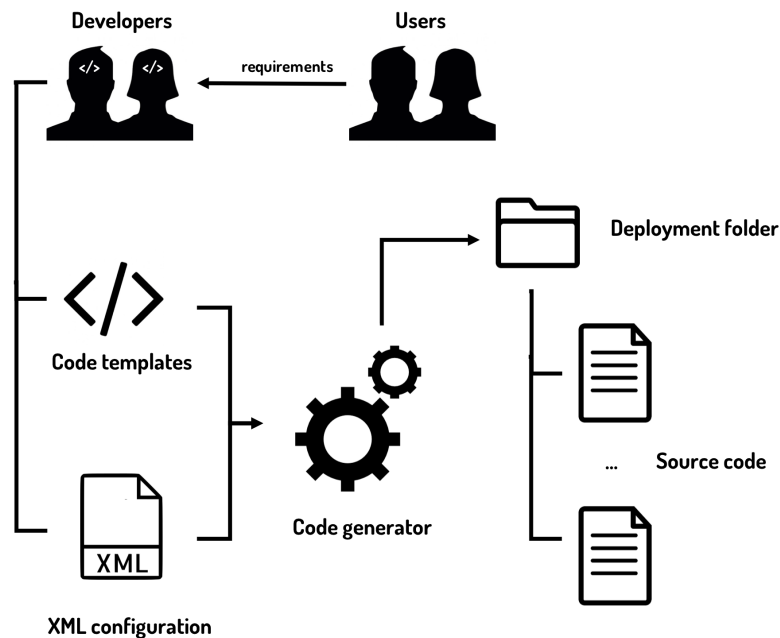 Developers
Users
</>
</>
requirements
Deployment folder
</>
Code templates
...
Source code
Code generator
XML
XML configuration